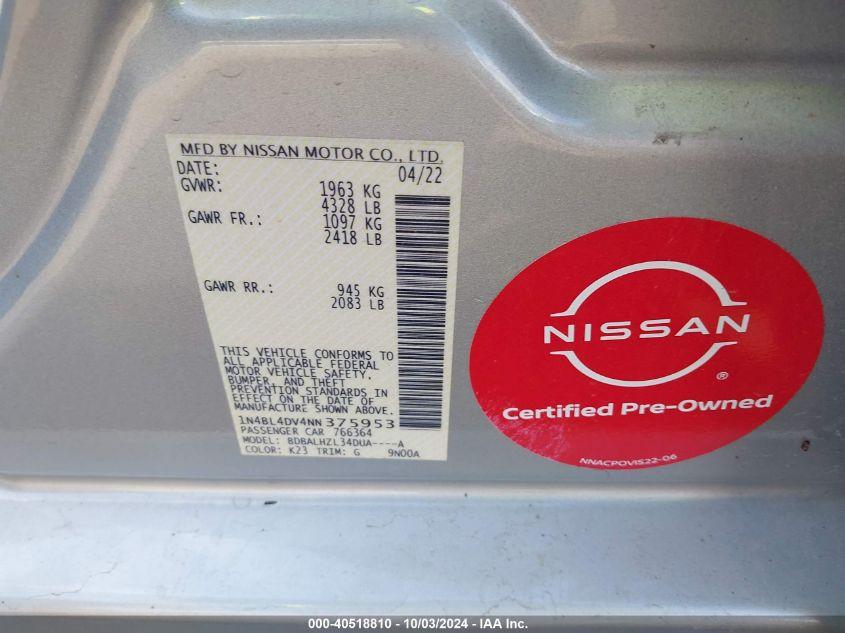 MFD BY NISSAN MOTOR CO., LTD.
DATE: 04/22
GVWR: 1963 KG
4328 LB
GAWR FR.: 1097 KG
2418 LB
GAWR RR.: 945 KG
2083 LB
THIS VEHICLE CONFORMS TO
ALL APPLICABLE FEDERAL
MOTOR VEHICLE SAFETY,
BUMPER, AND THEFT
PREVENTION STANDARDS IN
EFFECT ON THE DATE OF
MANUFACTURE SHOWN ABOVE.
1N4BL4DV4NN375953
PASSENGER CAR 766364
MODEL: BDBALHZL34DUA----A
COLOR: K23 TRIM: G 9N00A
NISSAN
®
Certified Pre-Owned
NNACPOVIS22-06
000-40518810 - 10/03/2024 - IAA Inc.